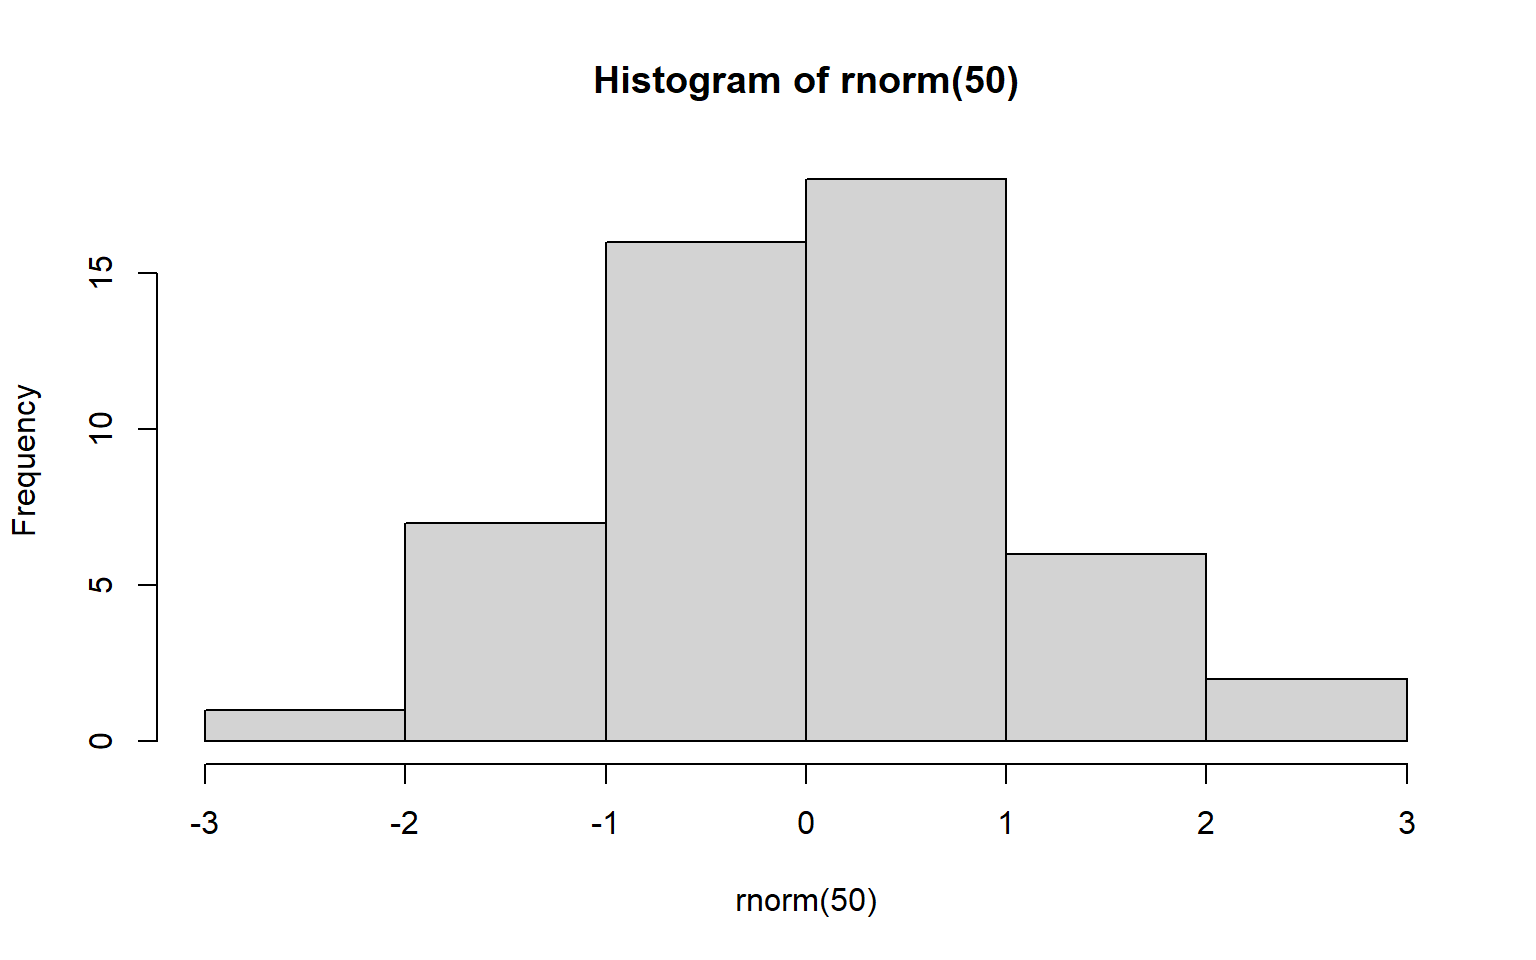 Histogram of rnorm(50)
Frequency
15
10
5
0
-3 -2 -1 0 1 2 3
rnorm(50)